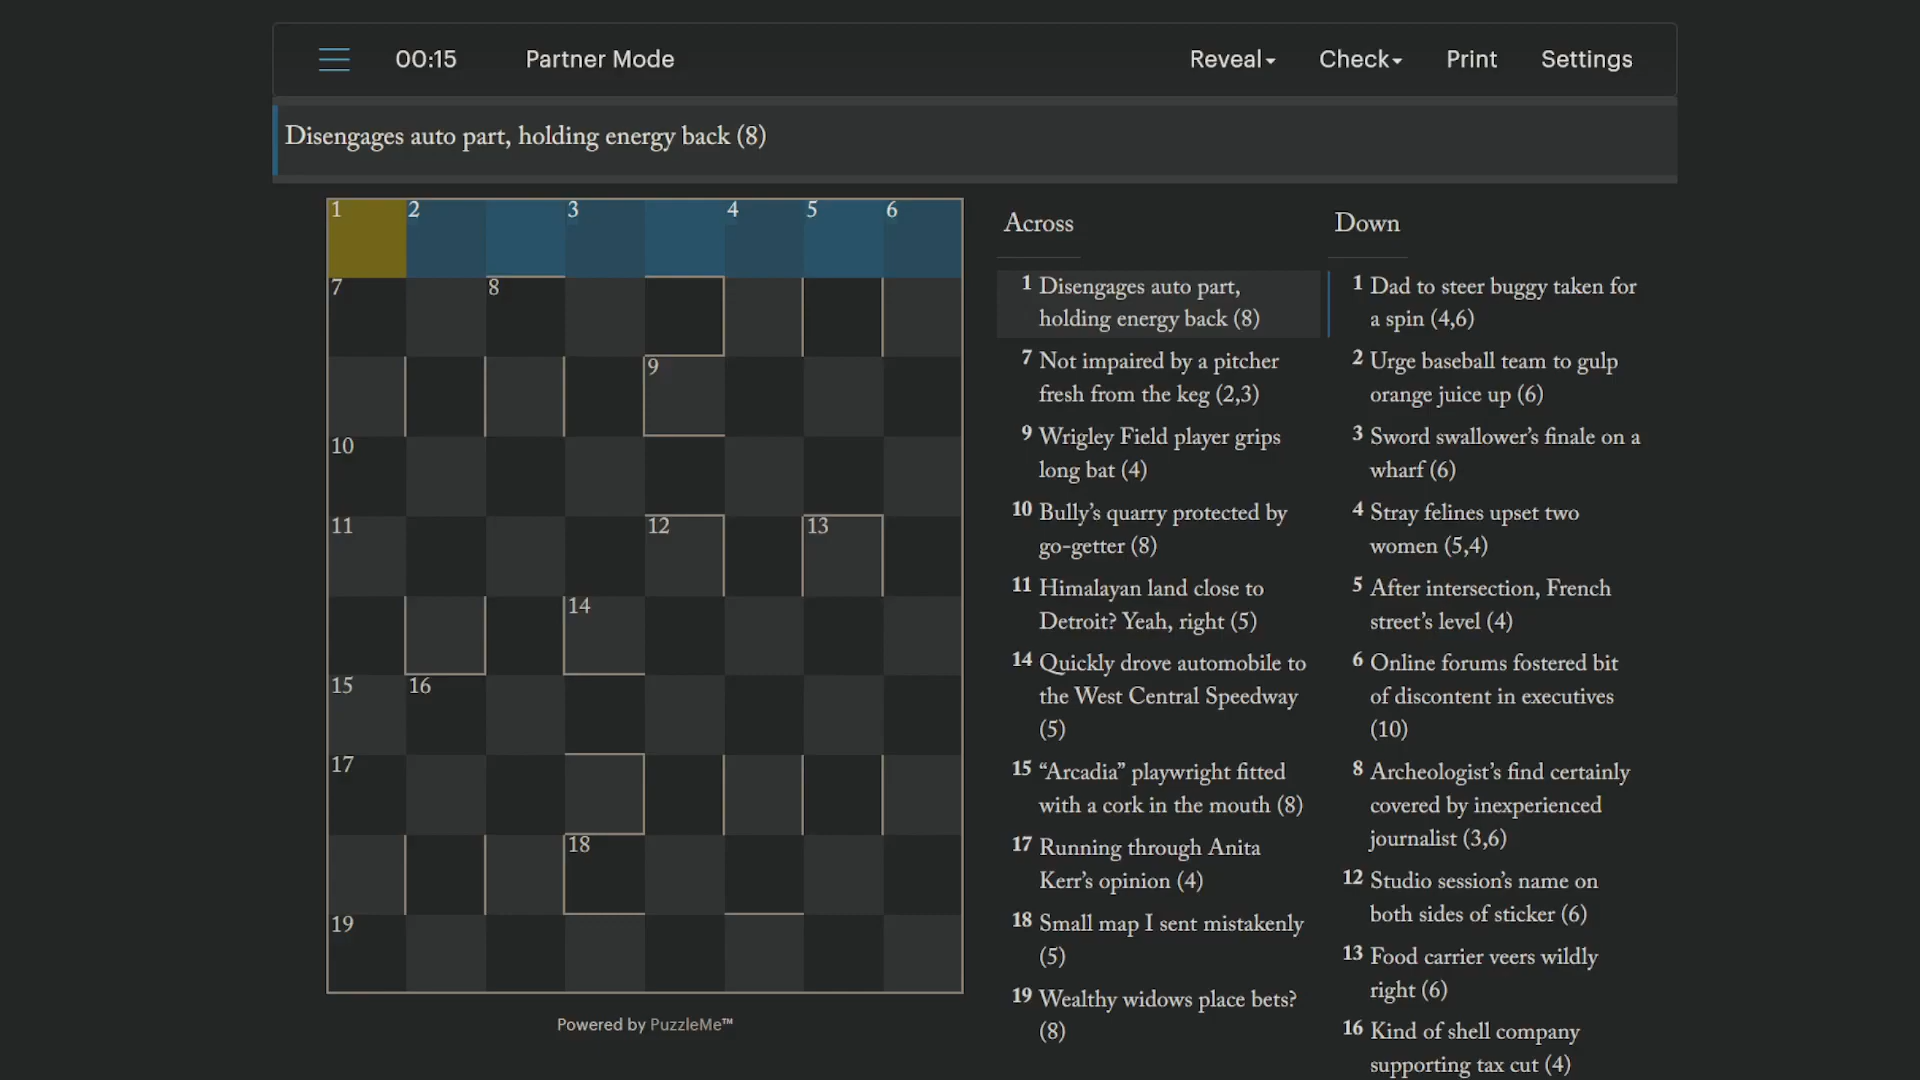 00:15 Partner Mode Reveal Check Print Settings
Disengages auto part, holding energy back (8)
1 2 3 4 5 6
7 8
9
10
11 12 13
14
15 16
17
18
19
Powered by PuzzleMe™
Across
1 Disengages auto part,
holding energy back (8)
7 Not impaired by a pitcher
fresh from the keg (2,3)
9 Wrigley Field player grips
long bat (4)
10 Bully's quarry protected by
go-getter (8)
11 Himalayan land close to
Detroit? Yeah, right (5)
14 Quickly drove automobile to
the West Central Speedway
(5)
15 “Arcadia” playwright fitted
with a cork in the mouth (8)
17 Running through Anita
Kerr's opinion (4)
18 Small map I sent mistakenly
(5)
19 Wealthy widows place bets?
(8)
Down
1 Dad to steer buggy taken for
a spin (4,6)
2 Urge baseball team to gulp
orange juice up (6)
3 Sword swallower's finale on a
wharf (6)
4 Stray felines upset two
women (5,4)
5 After intersection, French
street's level (4)
6 Online forums fostered bit
of discontent in executives
(10)
8 Archeologist's find certainly
covered by inexperienced
journalist (3,6)
12 Studio session's name on
both sides of sticker (6)
13 Food carrier veers wildly
right (6)
16 Kind of shell company
supporting tax cut (4)